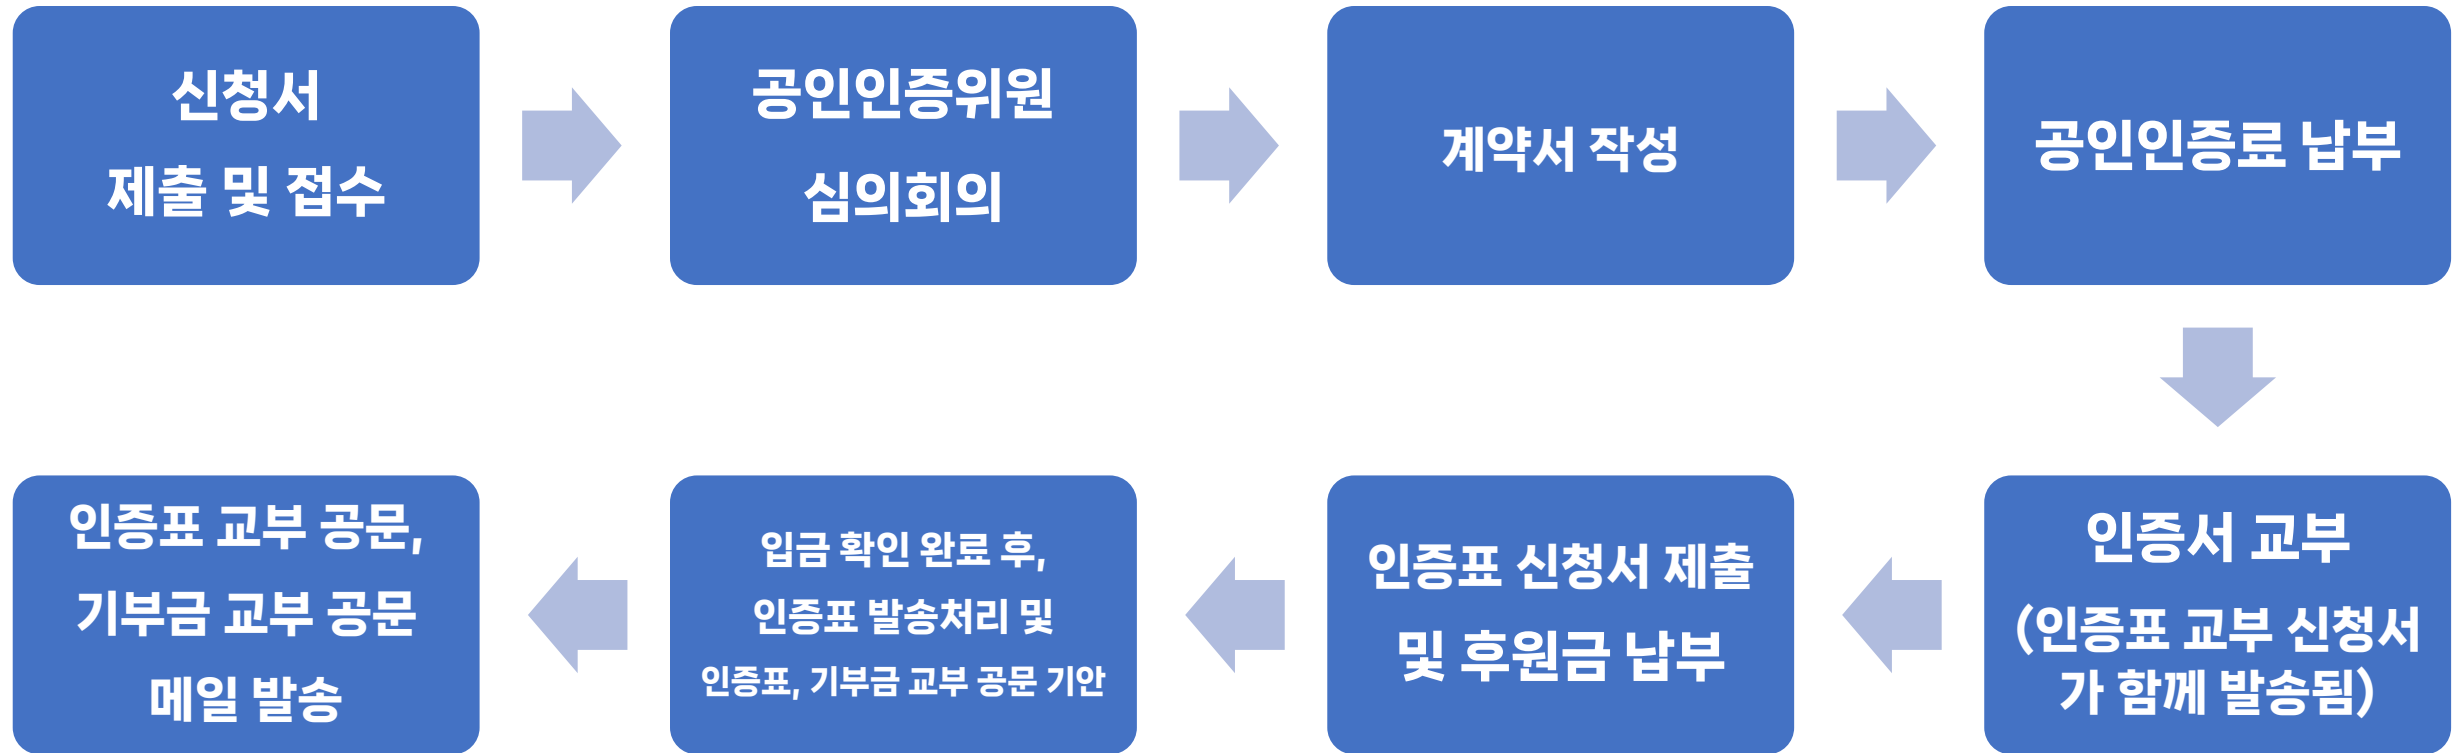 신청서
제출 및 접수
공인인증위원
심의회의
계약서 작성
공인인증료 납부
인증서 교부
(인증표 교부 신청서
가 함께 발송됨)
인증표 신청서 제출
및 후원금 납부
입금 확인 완료 후,
인증표 발송처리 및
인증표, 기부금 교부 공문 기안
인증표 교부 공문,
기부금 교부 공문
메일 발송